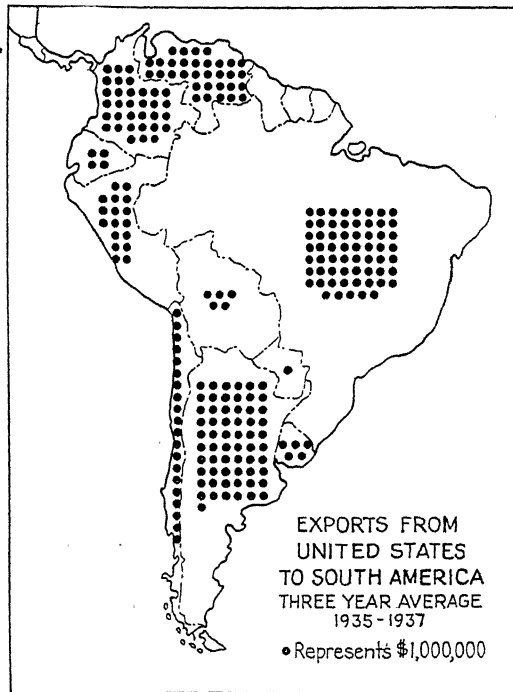 EXPORTS FROM
UNITED STATES
TO SOUTH AMERICA
THREE YEAR AVERAGE
1935-1937
•Represents $1,000,000